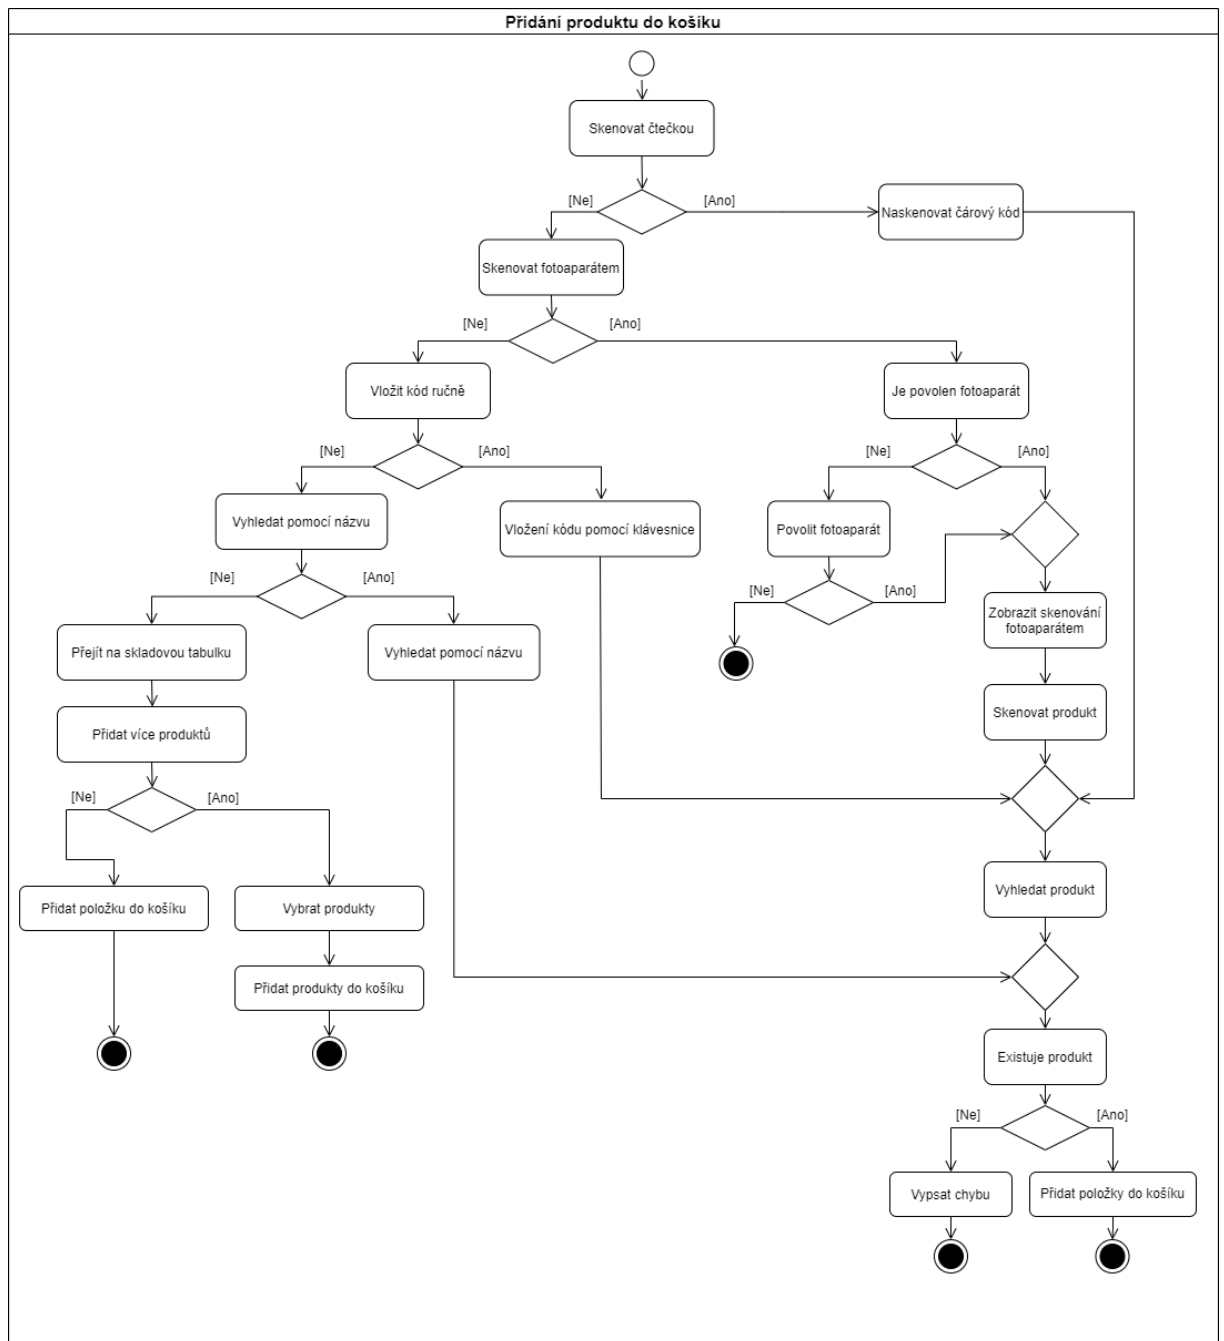 Přidání produktu do košíku
Skenovat čtečkou
[Ne]
[Ano]
Naskenovat čárový kód
Skenovat fotoaparátem
[Ne]
[Ano]
Vložit kód ručně
Je povolen fotoaparát
[Ne]
[Ano]
[Ne]
[Ano]
Vyhledat pomocí názvu
Vložení kódu pomocí klávesnice
Povolit fotoaparát
[Ne]
[Ano]
[Ne]
[Ano]
Zobrazit skenování
fotoaparátem
Přejít na skladovou tabulku
Vyhledat pomocí názvu
Skenovat produkt
Přidat více produktů
[Ne]
[Ano]
Vyhledat produkt
Přidat položku do košíku
Vybrat produkty
Přidat produkty do košíku
Existuje produkt
[Ne]
[Ano]
Vypsat chybu
Přidat položky do košíku